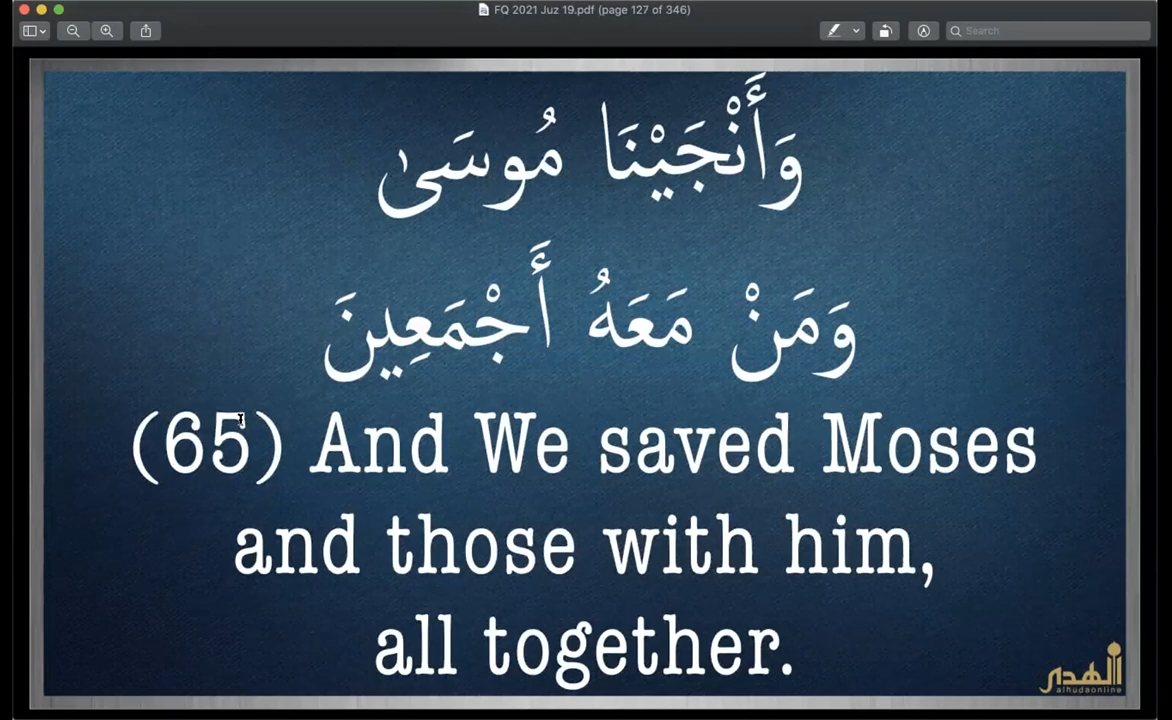 FQ 2021 Juz 19.pdf (page 127 of 346)
Search
وَأَنْجَيْنَا مُوسَىٰ
وَمَنْ مَعَهُ أَجْمَعِينَ
(65) And We saved Moses
and those with him,
all together.
الهدى
alhudaonline